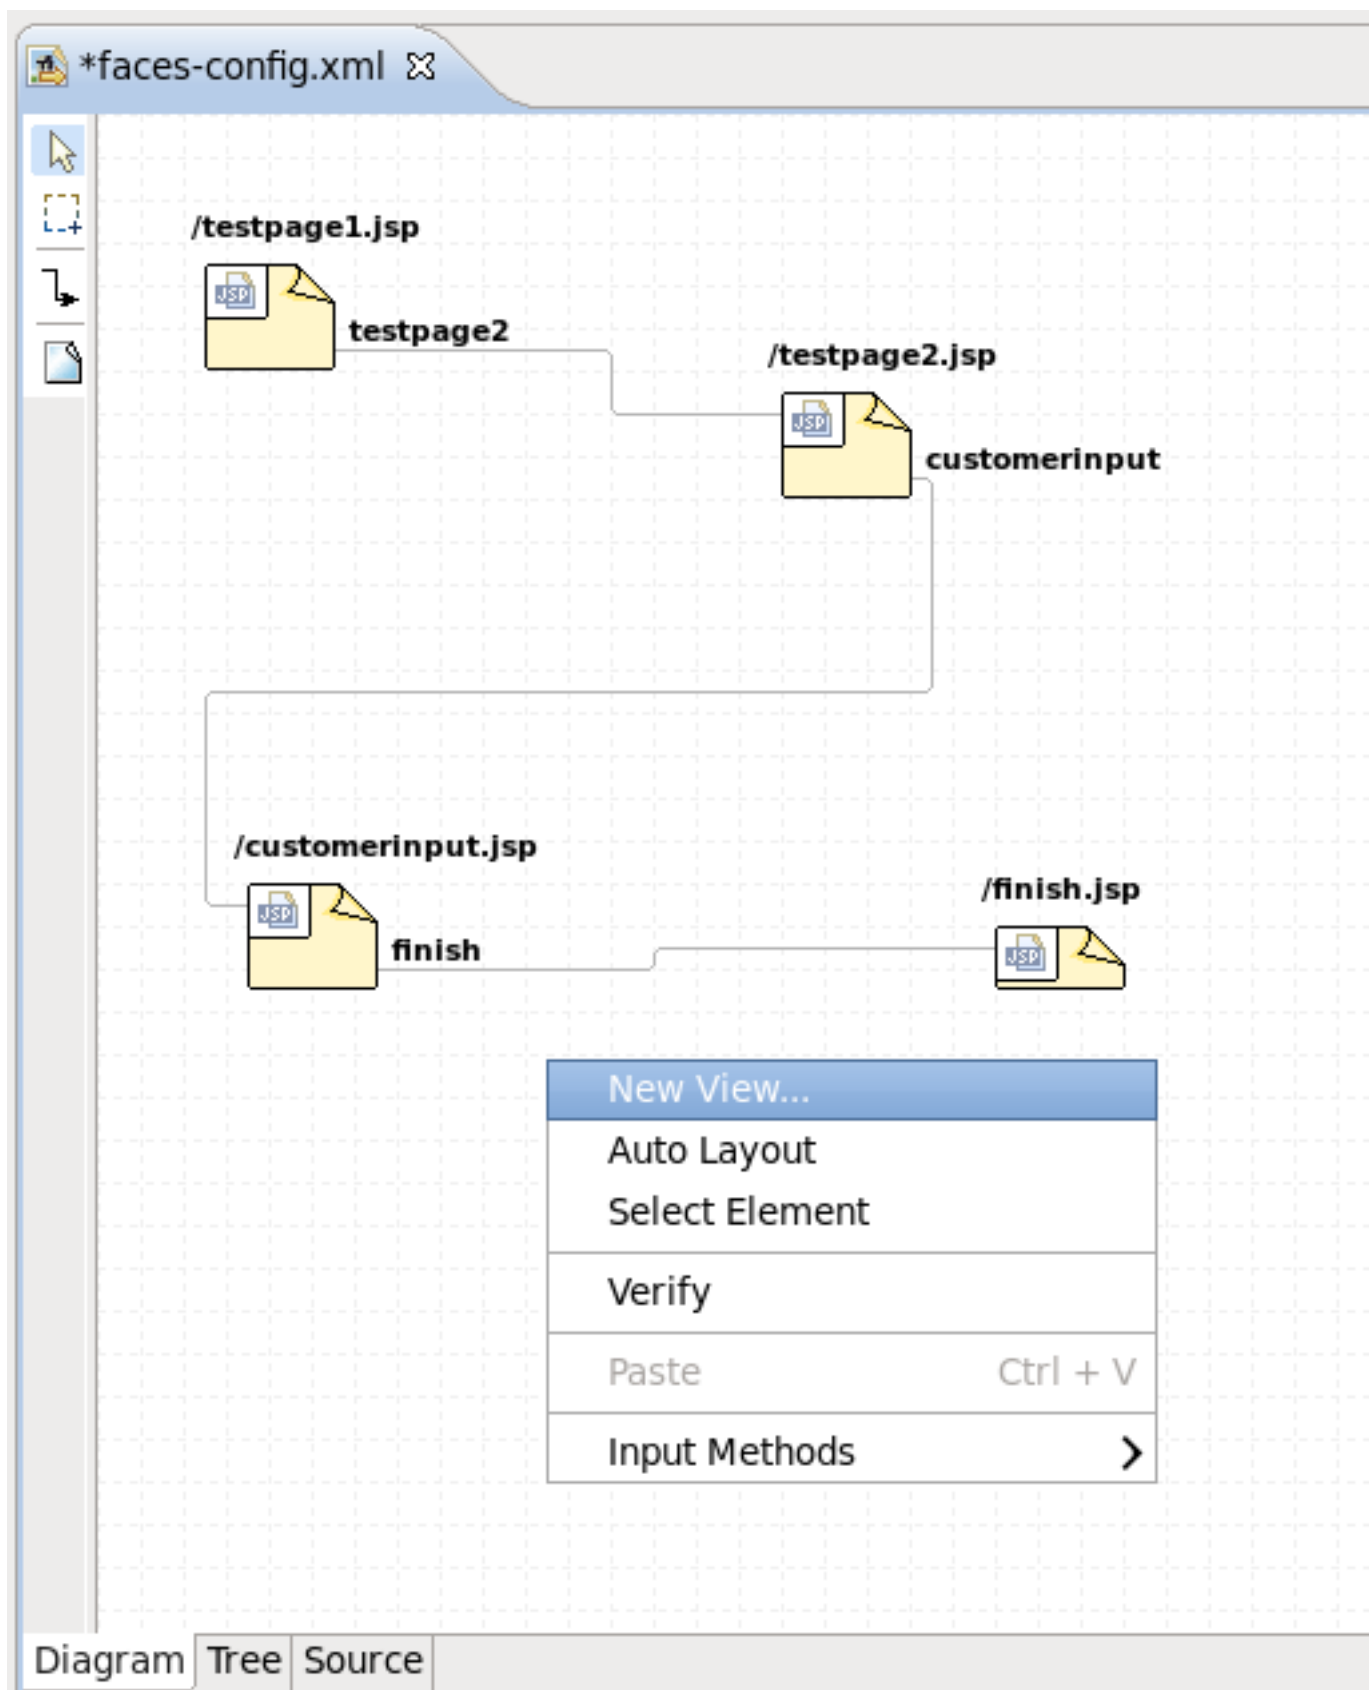 *faces-config.xml
/testpage1.jsp
JSP
testpage2
/testpage2.jsp
JSP
customerinput
/customerinput.jsp
JSP
finish
/finish.jsp
JSP
New View...
Auto Layout
Select Element
Verify
Paste Ctrl + V
Input Methods
Diagram Tree Source